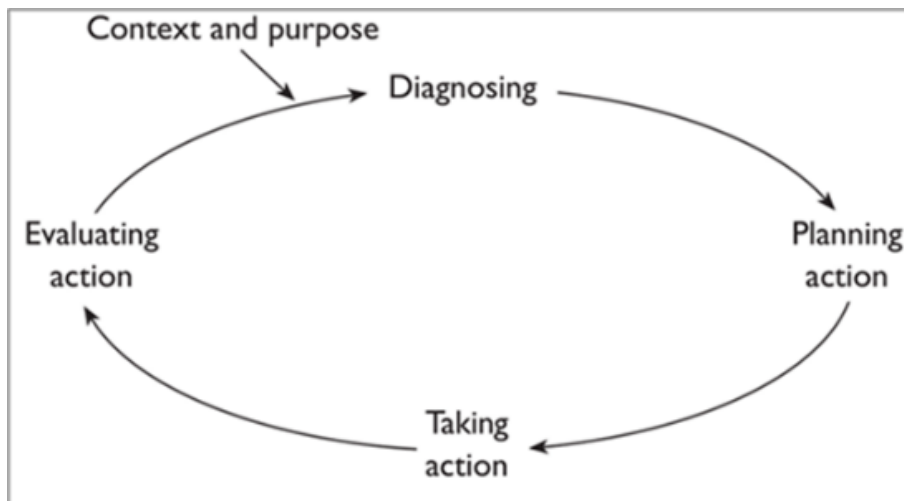 Context and purpose
Diagnosing
Evaluating
action
Planning
action
Taking
action